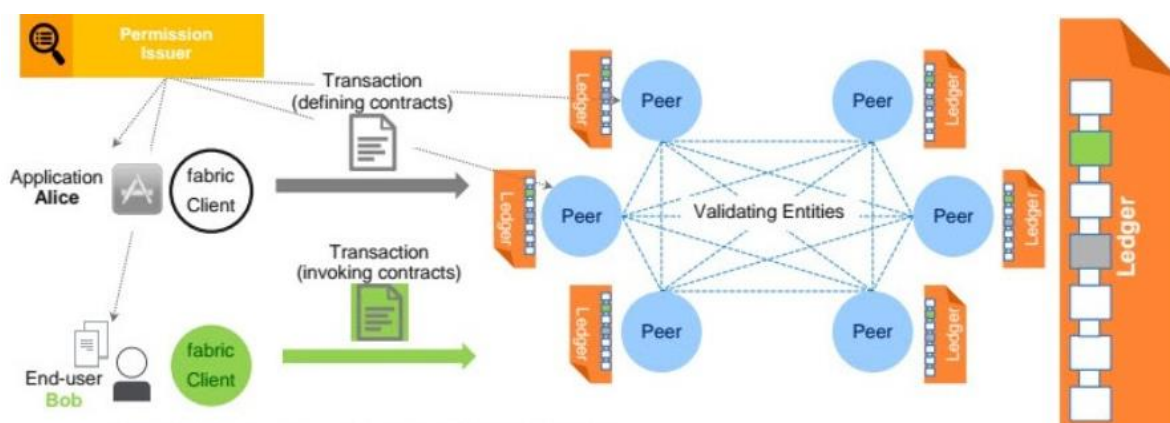 Permission
Issuer
Transaction
(defining contracts)
Application
Alice
fabric
Client
Transaction
(invoking contracts)
End-user
Bob
fabric
Client
Ledger
Peer
Peer
Ledger
Ledger
Peer
Validating Entities
Peer
Ledger
Ledger
Peer
Peer
Ledger
Ledger